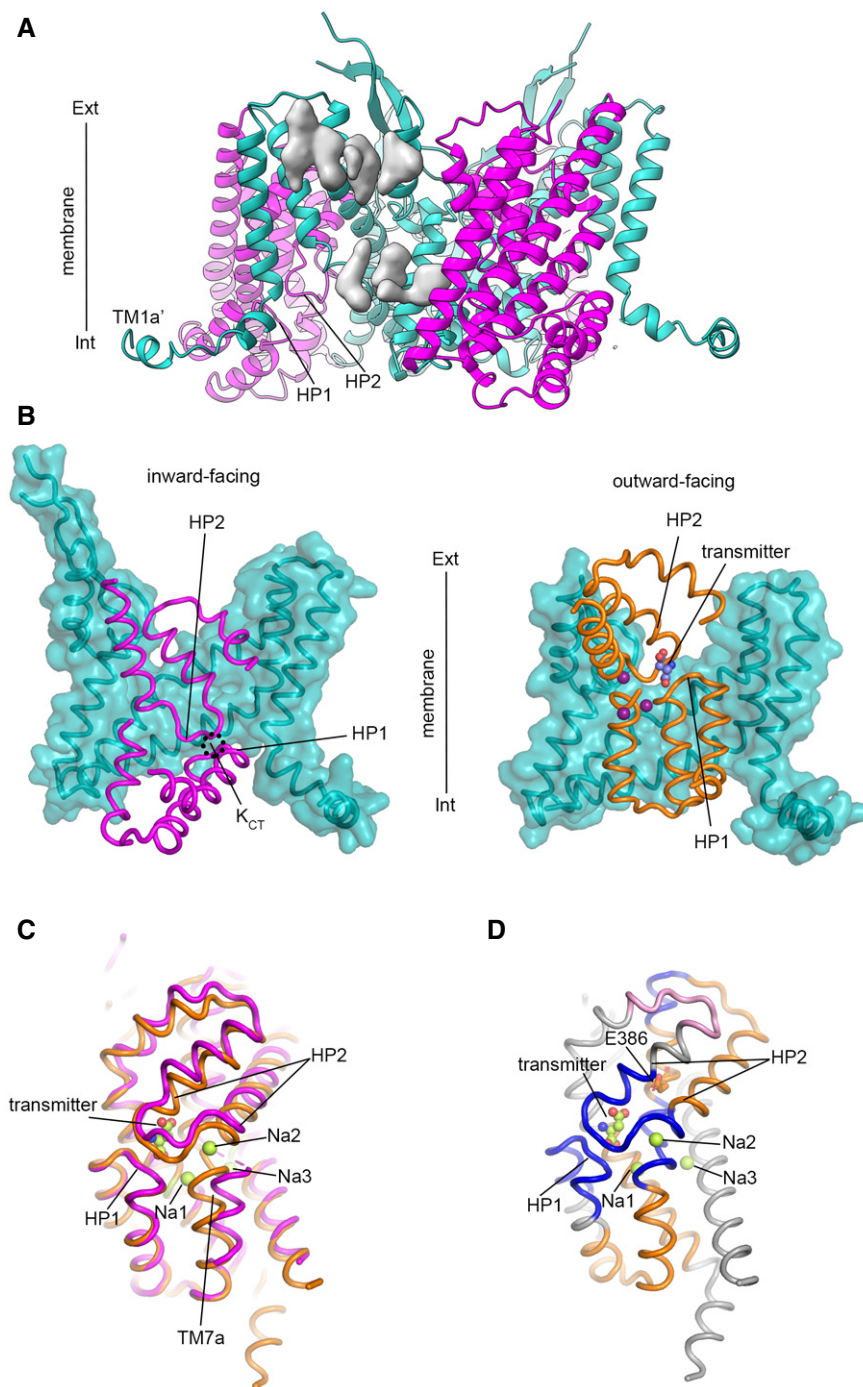 A
Ext
membrane
TM1a'
Int
HP1
HP2
B
inward-facing
outward-facing
HP2
HP2
Ext
transmitter
membrane
HP1
Int
KCT
HP1
C
D
E386
HP2
transmitter
HP2
transmitter
Na2
Na2
Na3
Na3
HP1
Na1
HP1
Na1
TM7a